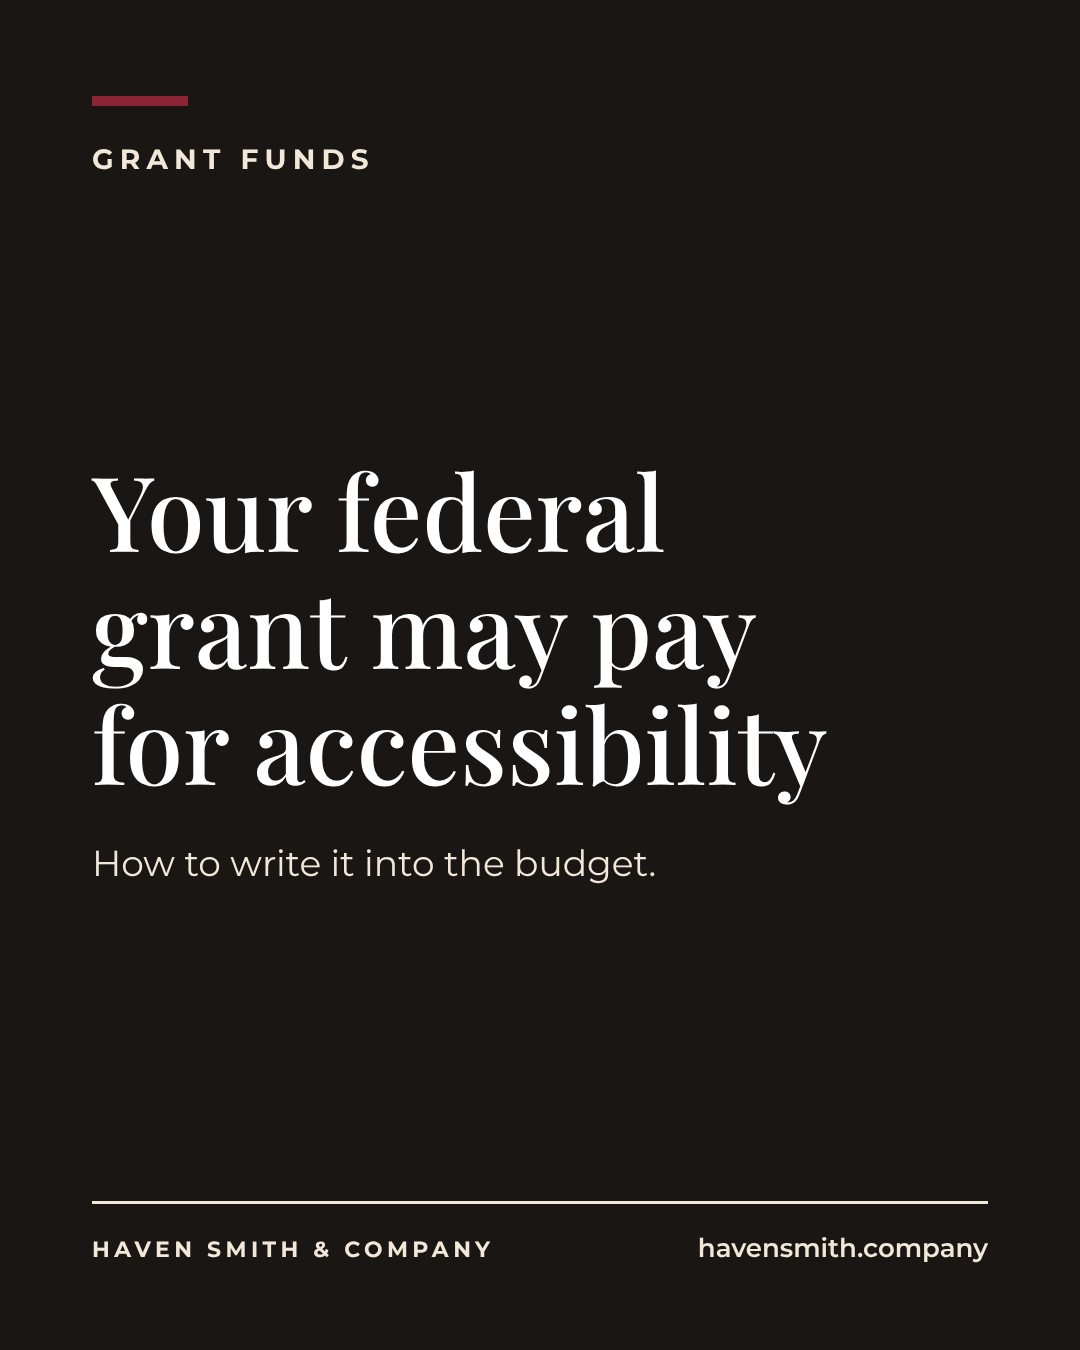 GRANT FUNDS
Your federal
grant may pay
for accessibility
How to write it into the budget.
HAVEN SMITH & COMPANY
havensmith.company